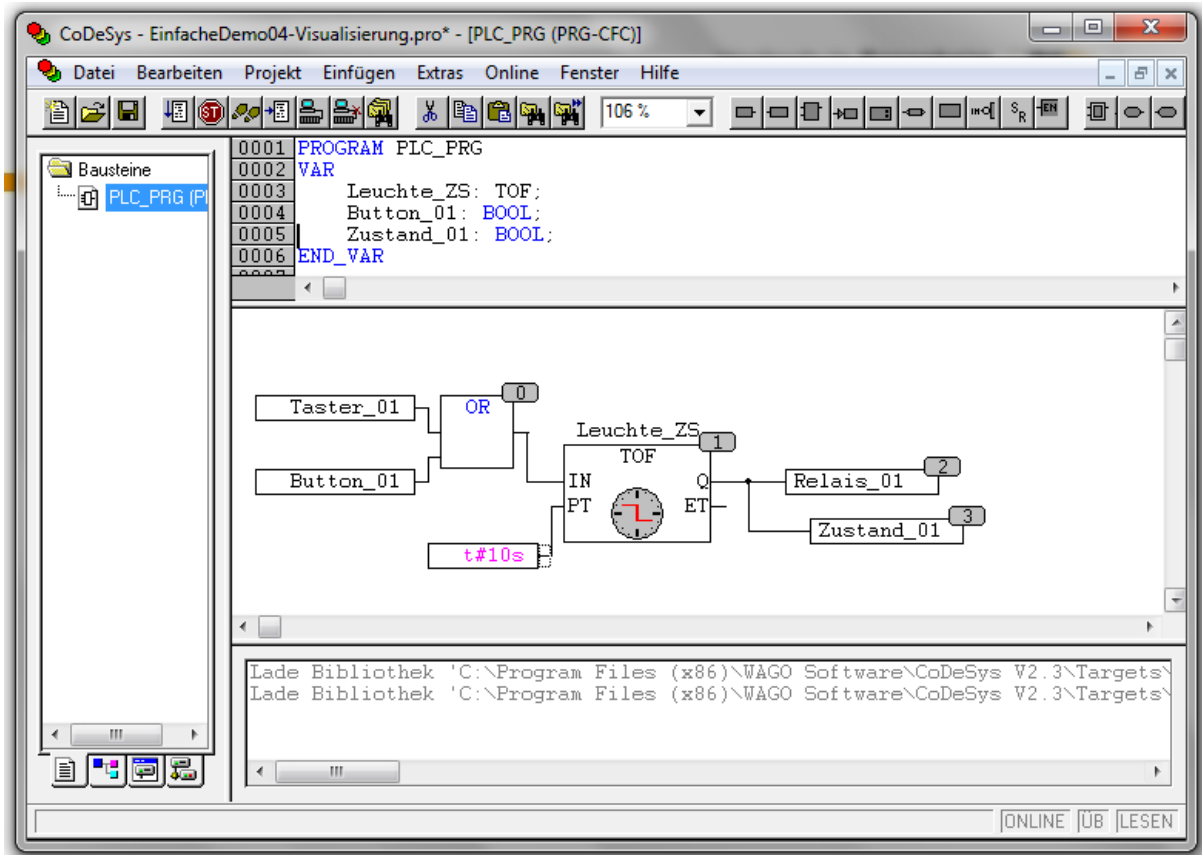 CoDeSys - EinfacheDemo04-Visualisierung.pro* - [PLC_PRG (PRG-CFC)]
Datei Bearbeiten Projekt Einfügen Extras Online Fenster Hilfe
106 %
Bausteine
PLC_PRG (P
0001 PROGRAM PLC_PRG
0002 VAR
0003 Leuchte_ZS: TOF;
0004 Button_01: BOOL;
0005 Zustand_01: BOOL;
0006 END_VAR
Taster_01
OR
0
Button_01
Leuchte_ZS
1
TOF
IN
Q
PT
ET
t#10s
Relais_01
2
Zustand_01
3
Lade Bibliothek 'C:\Program Files (x86)\WAGO Software\CoDeSys V2.3\Targets\
Lade Bibliothek 'C:\Program Files (x86)\WAGO Software\CoDeSys V2.3\Targets\
ONLINE ÜB LESEN